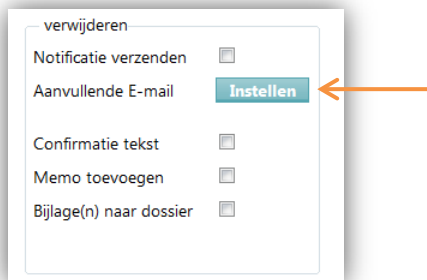 verwijderen
Notificatie verzenden
Aanvullende E-mail Instellen
Confirmatie tekst
Memo toevoegen
Bijlage(n) naar dossier